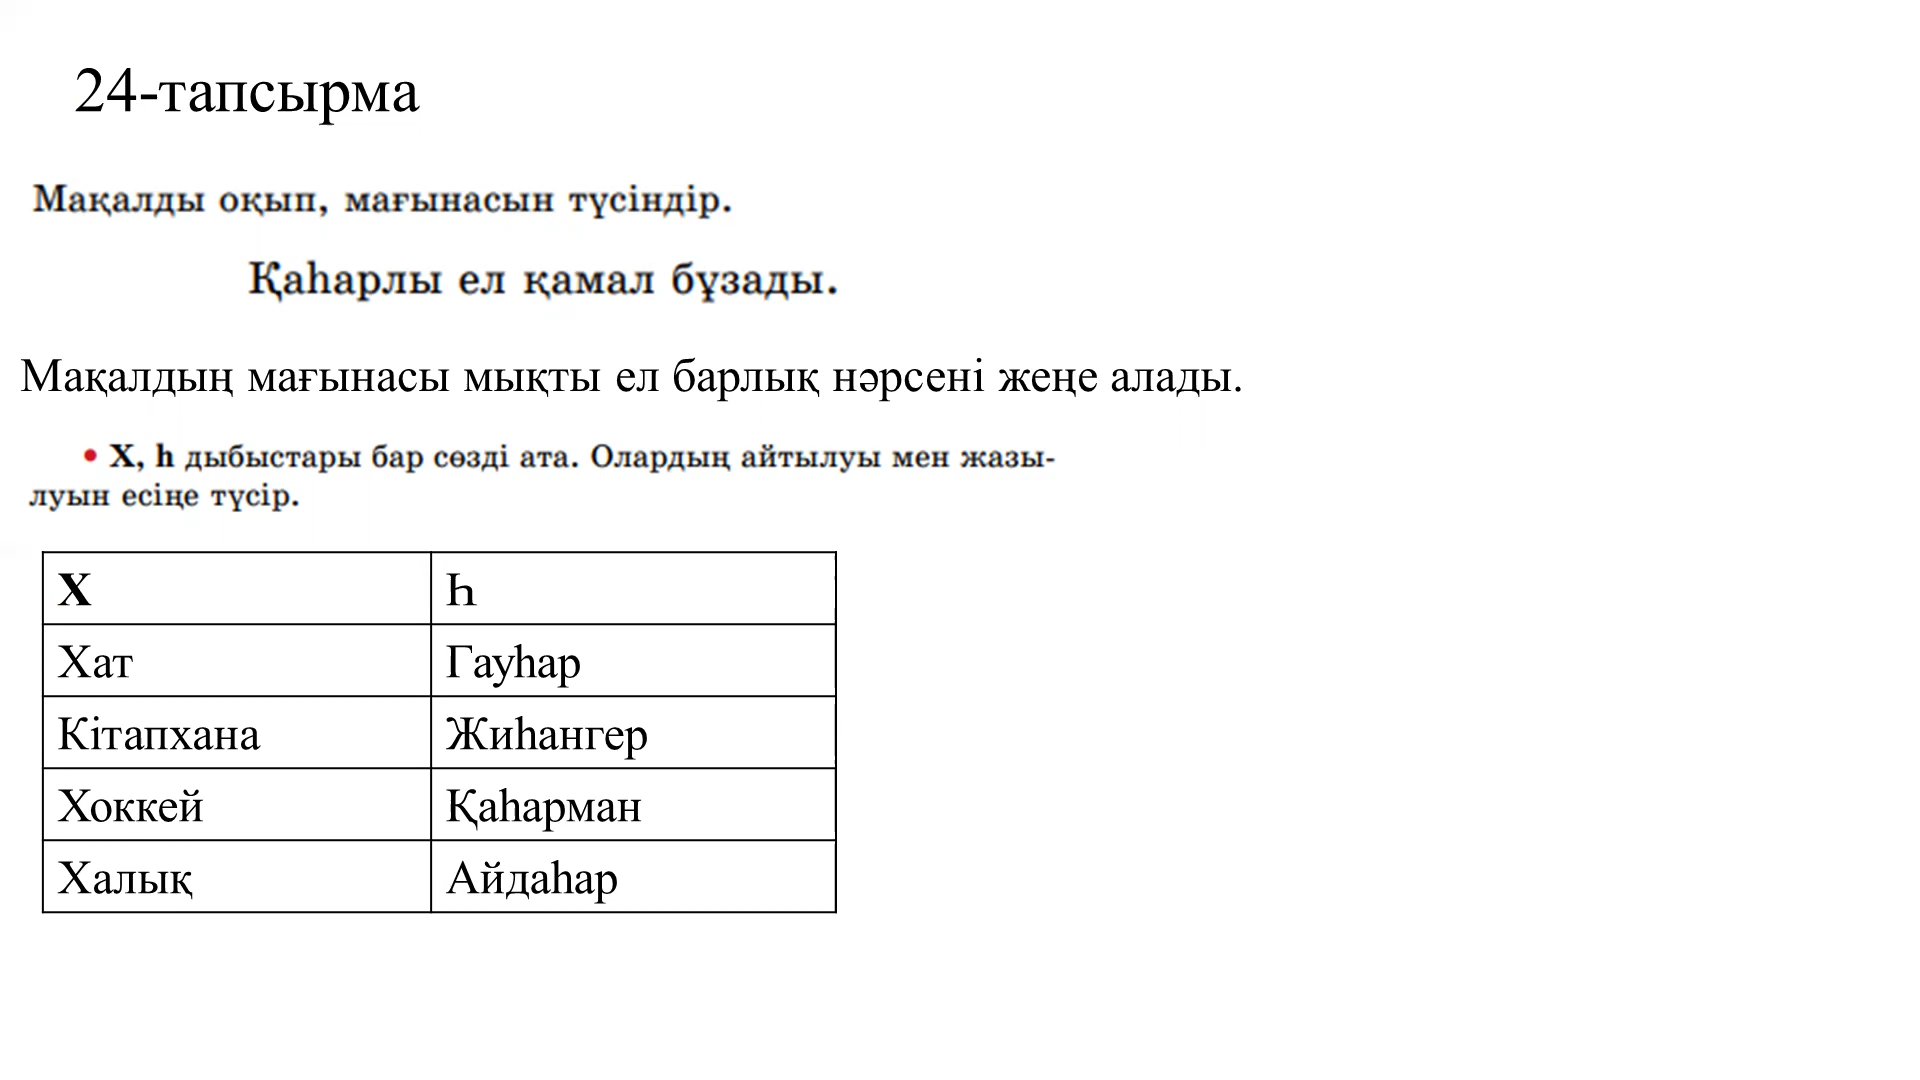 24-тапсырма
Мақалды оқып, мағынасын түсіндір.
Қаһарлы ел қамал бұзады.
Мақалдың мағынасы мықты ел барлық нәрсені жеңе алады.
• Х, һ дыбыстары бар сөзді ата. Олардың айтылуы мен жазы-
луын есіңе түсір.
Х Һ
Хат Гауһар
Кітапхана Жиһангер
Хоккей Қаһарман
Халық Айдаһар